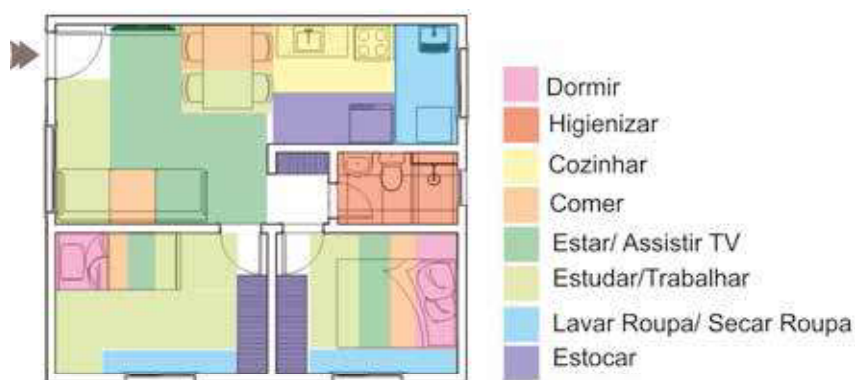 Dormir
Higienizar
Cozinhar
Comer
Estar/ Assistir TV
Estudar/Trabalhar
Lavar Roupa/ Secar Roupa
Estocar